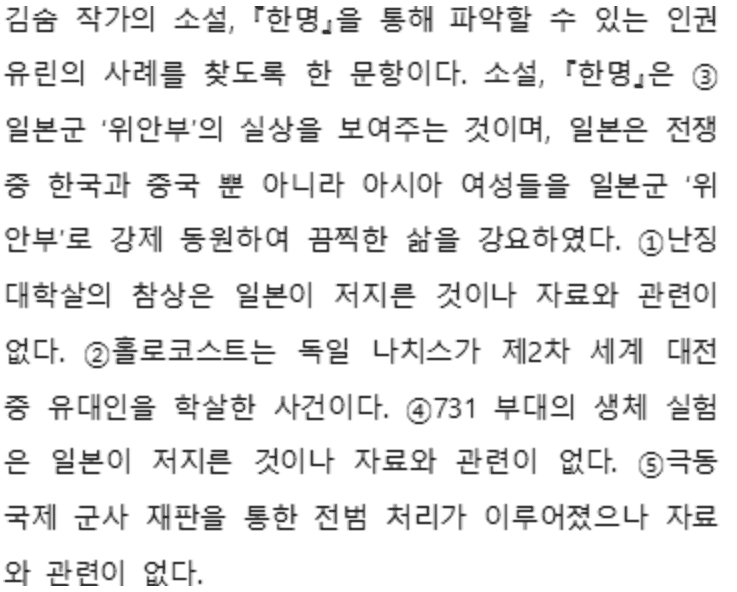 김숨 작가의 소설, 『한명』을 통해 파악할 수 있는 인권
유린의 사례를 찾도록 한 문항이다. 소설, 『한명』은 ③
일본군 '위안부'의 실상을 보여주는 것이며, 일본은 전쟁
중 한국과 중국 뿐 아니라 아시아 여성들을 일본군 '위
안부'로 강제 동원하여 끔찍한 삶을 강요하였다. ①난징
대학살의 참상은 일본이 저지른 것이나 자료와 관련이
없다. ②홀로코스트는 독일 나치스가 제2차 세계 대전
중 유대인을 학살한 사건이다. ④731 부대의 생체 실험
은 일본이 저지른 것이나 자료와 관련이 없다. ⑤극동
국제 군사 재판을 통한 전범 처리가 이루어졌으나 자료
와 관련이 없다.